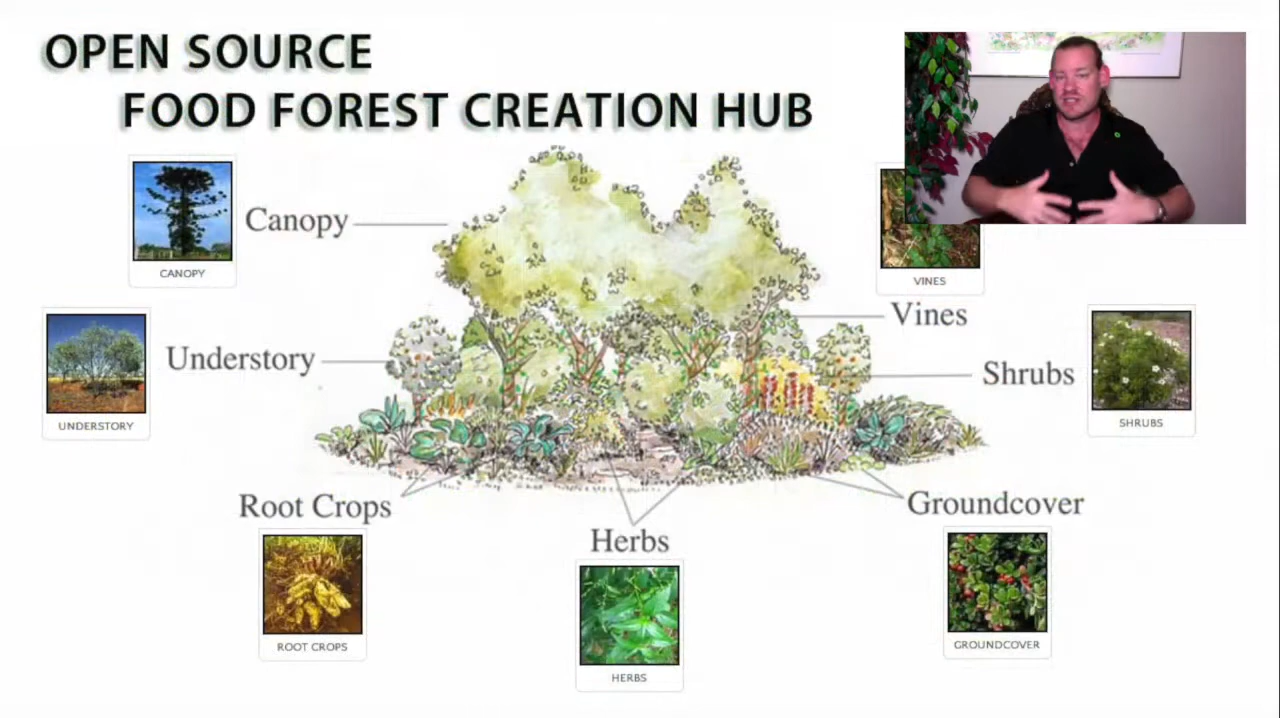 OPEN SOURCE
FOOD FOREST CREATION HUB
Canopy
CANOPY
VINES
Vines
Understory
UNDERSTORY
Shrubs
SHRUBS
Root Crops
ROOT CROPS
Herbs
HERBS
Groundcover
GROUNDCOVER